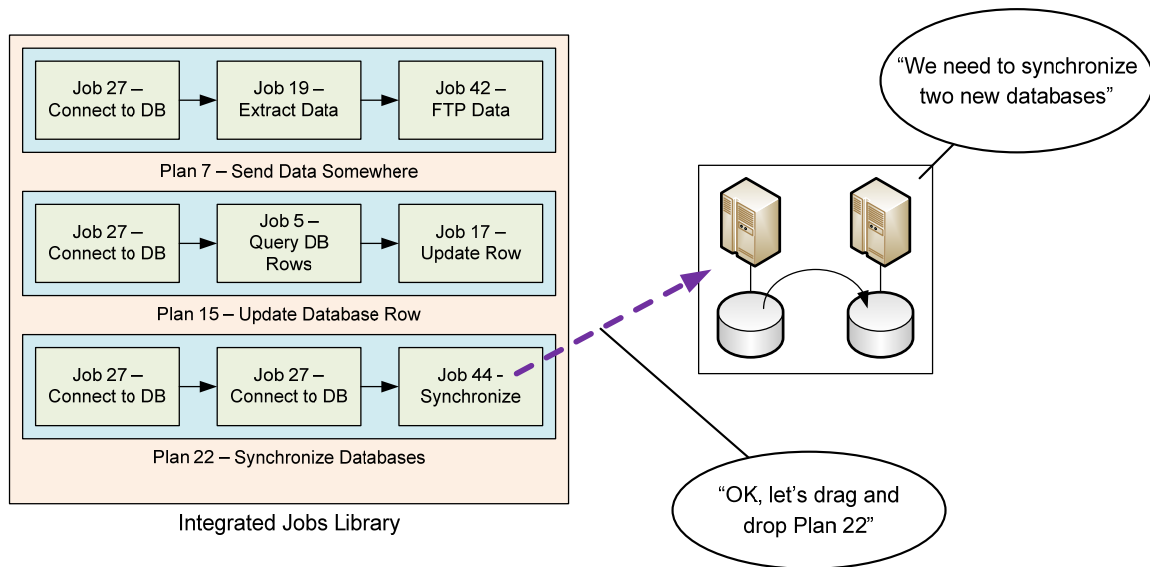 Job 27 –
Connect to DB
Job 19 –
Extract Data
Job 42 –
FTP Data
Plan 7 – Send Data Somewhere
Job 27 –
Connect to DB
Job 5 –
Query DB
Rows
Job 17 –
Update Row
Plan 15 – Update Database Row
Job 27 –
Connect to DB
Job 27 –
Connect to DB
Job 44 -
Synchronize
Plan 22 – Synchronize Databases
Integrated Jobs Library
“We need to synchronize
two new databases”
“OK, let’s drag and
drop Plan 22”